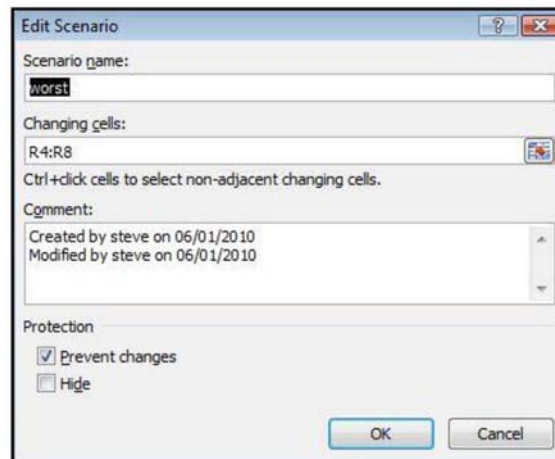 Edit Scenario
Scenario name:
worst
Changing cells:
R4:R8
Ctrl+click cells to select non-adjacent changing cells.
Comment:
Created by steve on 06/01/2010
Modified by steve on 06/01/2010
Protection
Prevent changes
Hide
OK
Cancel